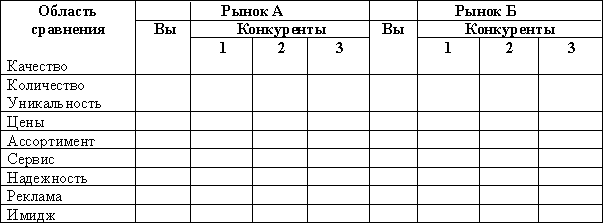 Область Рынок А Рынок Б
сравнения Вы Конкуренты Вы Конкуренты
1 2 3 1 2 3
Качество
Количество
Уникальность
Цены
Ассортимент
Сервис
Надежность
Реклама
Имидж